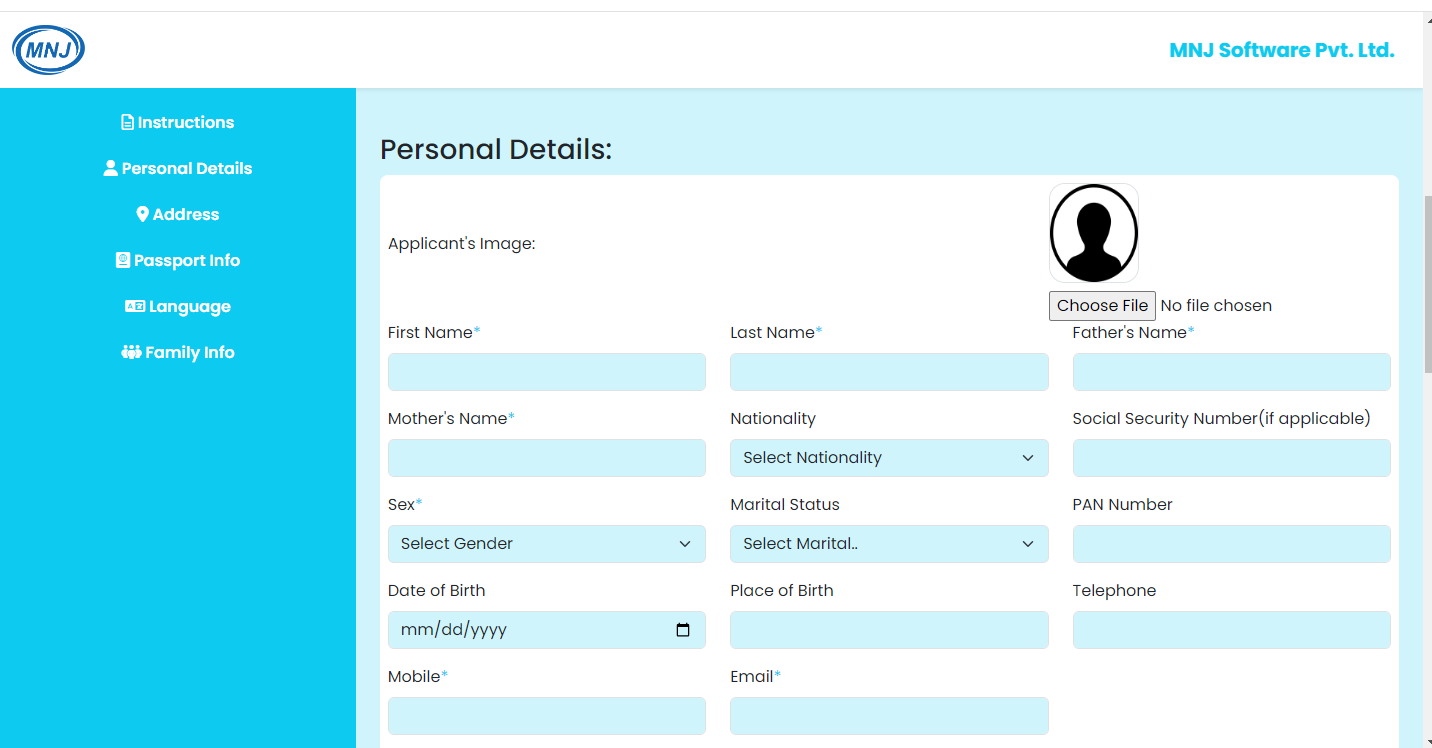 MNJ
MNJ Software Pvt. Ltd.
Instructions
Personal Details
Address
Passport Info
Language
Family Info
Personal Details:
Applicant's Image:
Choose File No file chosen
First Name* Last Name* Father's Name*
Mother's Name* Nationality Social Security Number(if applicable)
Select Nationality
Sex* Marital Status PAN Number
Select Gender Select Marital..
Date of Birth Place of Birth Telephone
mm/dd/yyyy
Mobile* Email*